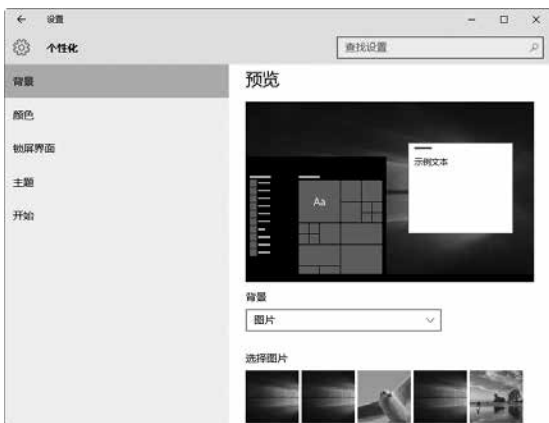 设置
个性化
查找设置
背景
颜色
锁屏界面
主题
开始
预览
示例文本
Aa
背景
图片
选择图片